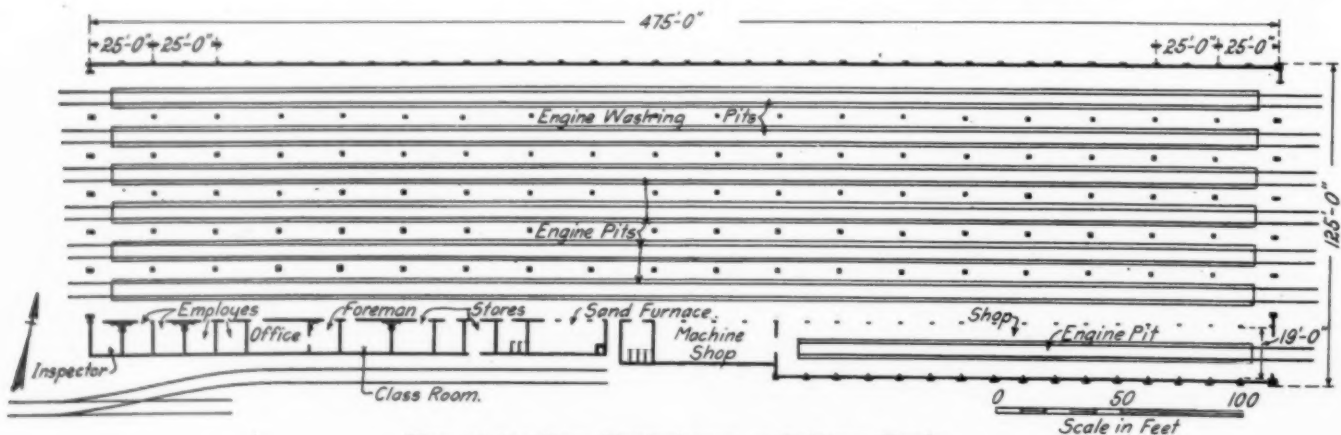 475'-0"
25'-0" 25'-0" 25'-0" 25'-0"
Engine Washing Pits
Engine Pits
125'-0"
Employes Foreman Stores Sand Furnace
Office
Machine Shop
Shop
Engine Pit
19'-0"
Inspector
Class Room.
0 50 100
Scale in Feet